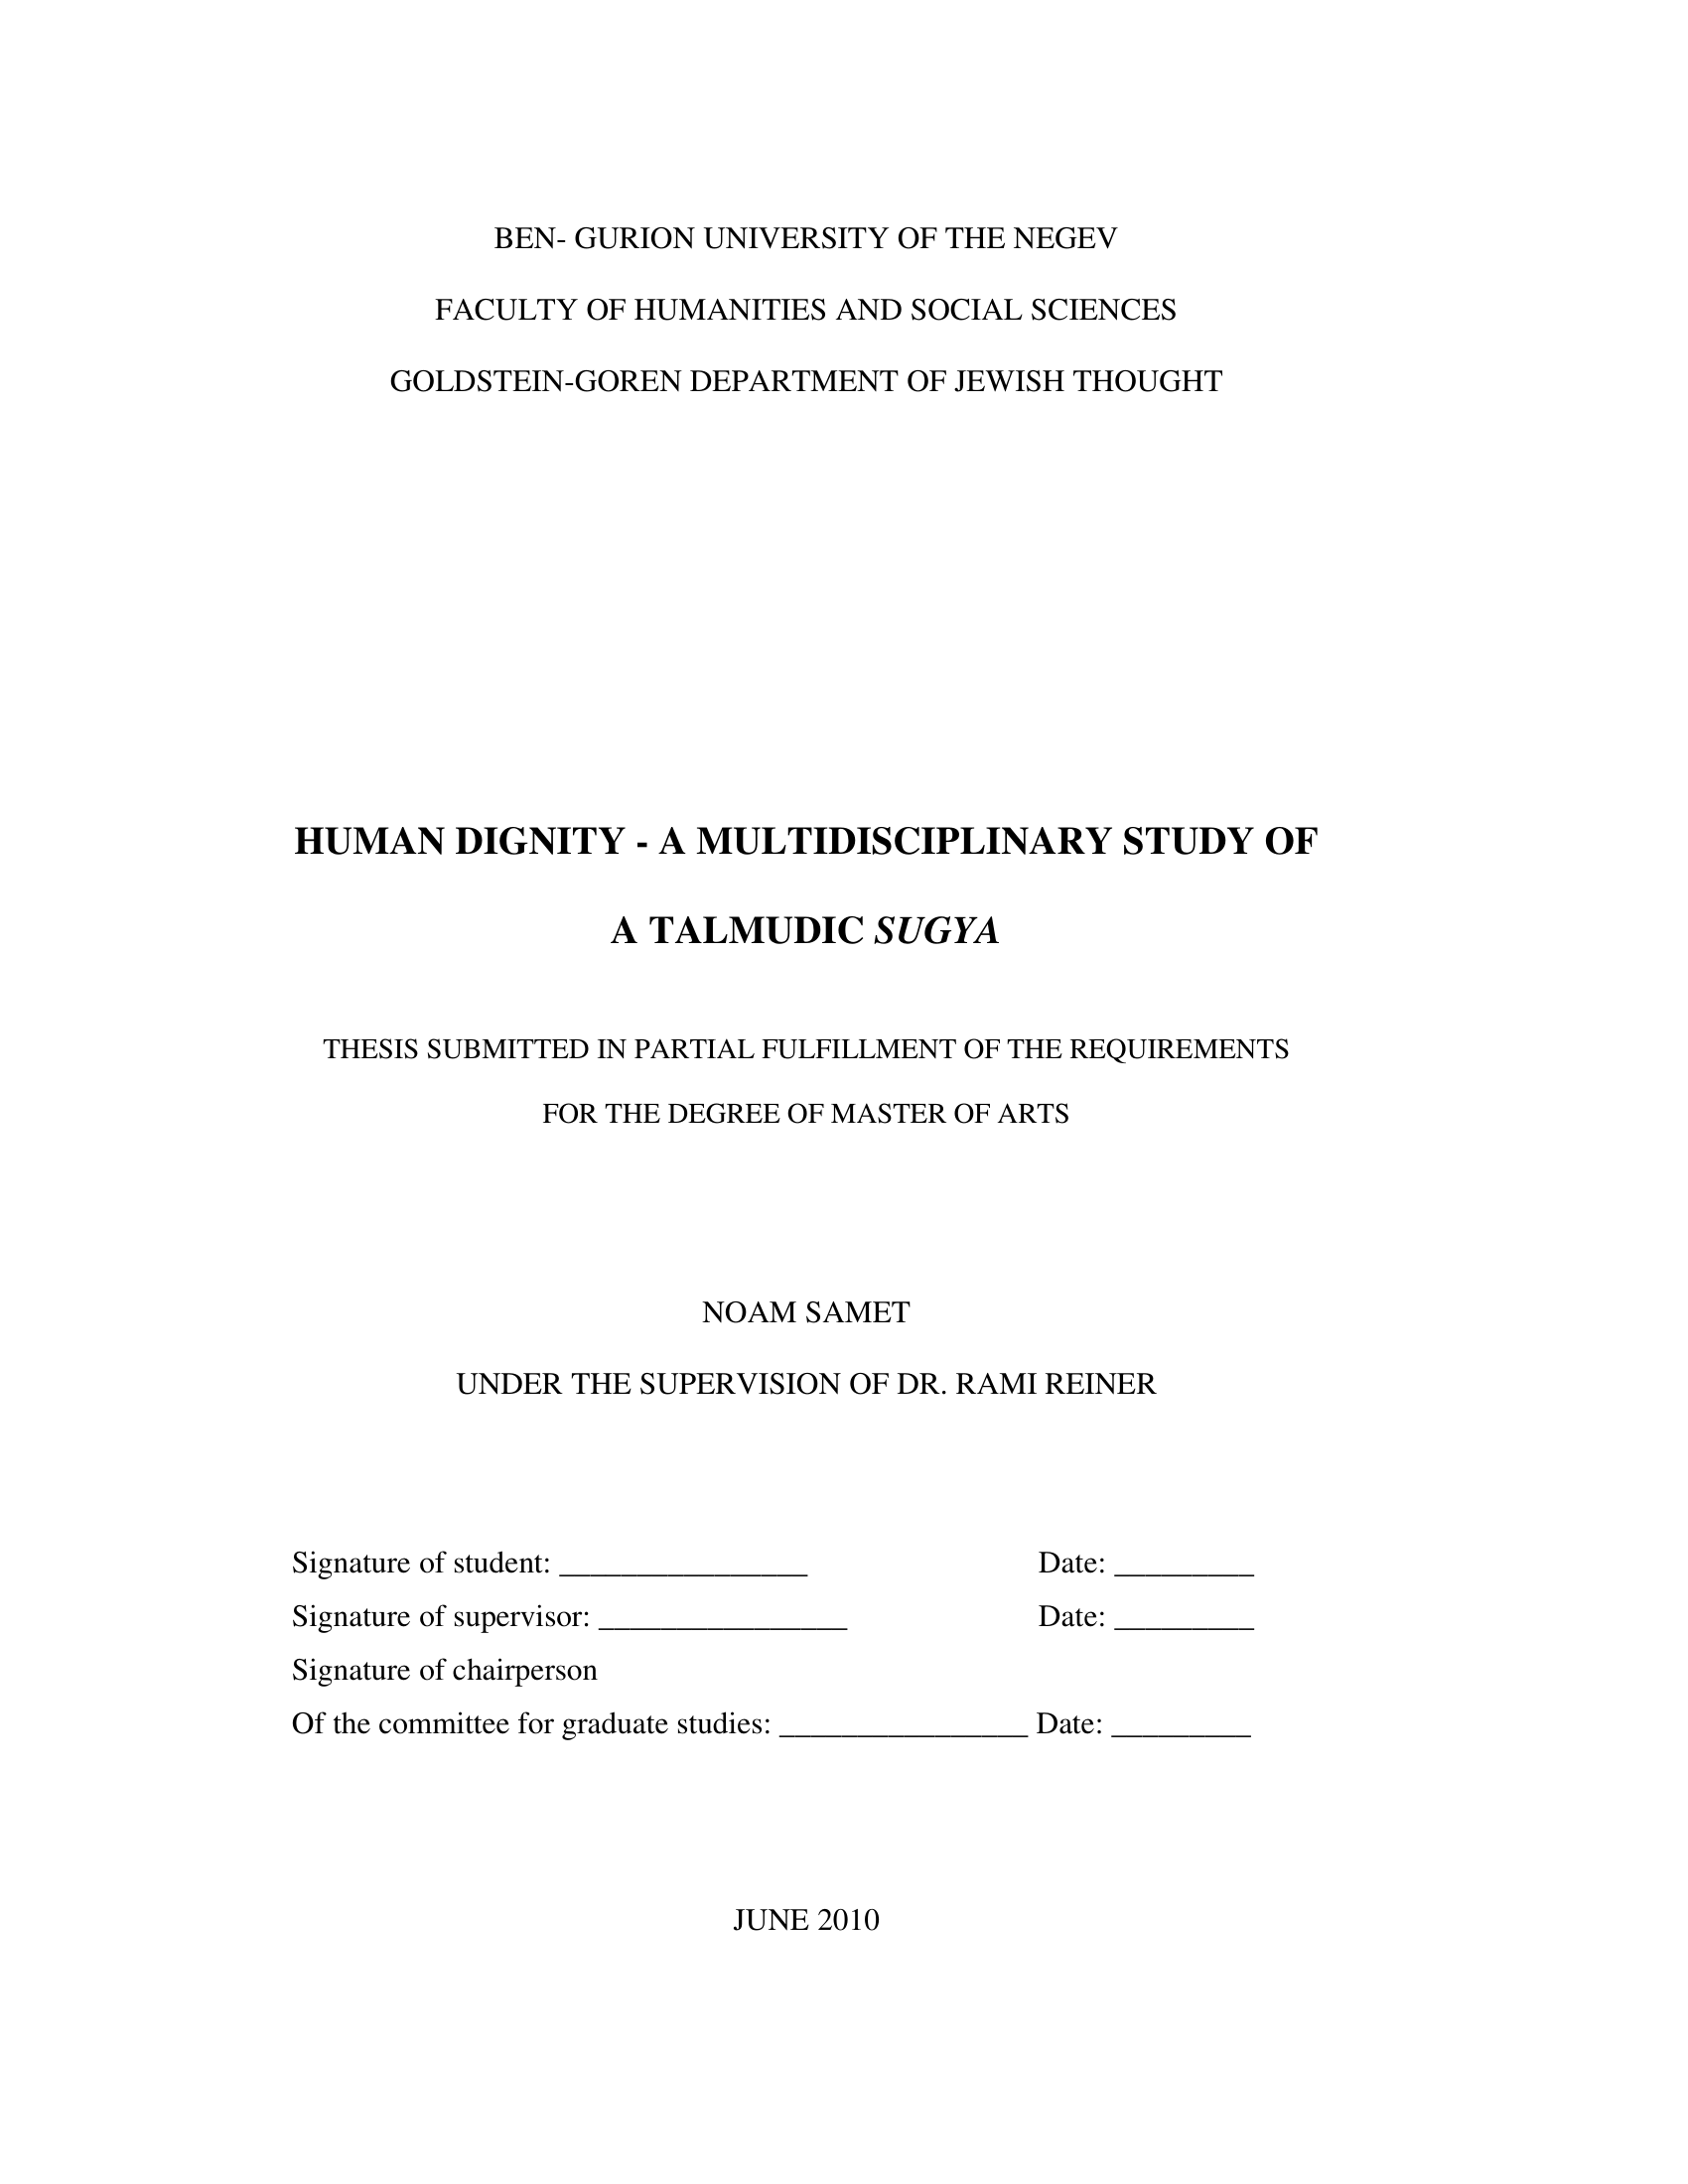 BEN- GURION UNIVERSITY OF THE NEGEV
FACULTY OF HUMANITIES AND SOCIAL SCIENCES
GOLDSTEIN-GOREN DEPARTMENT OF JEWISH THOUGHT
HUMAN DIGNITY - A MULTIDISCIPLINARY STUDY OF
A TALMUDIC SUGYA
THESIS SUBMITTED IN PARTIAL FULFILLMENT OF THE REQUIREMENTS
FOR THE DEGREE OF MASTER OF ARTS
NOAM SAMET
UNDER THE SUPERVISION OF DR. RAMI REINER
Signature of student: ________________ Date: _________
Signature of supervisor: ________________ Date: _________
Signature of chairperson
Of the committee for graduate studies: ________________ Date: _________
JUNE 2010